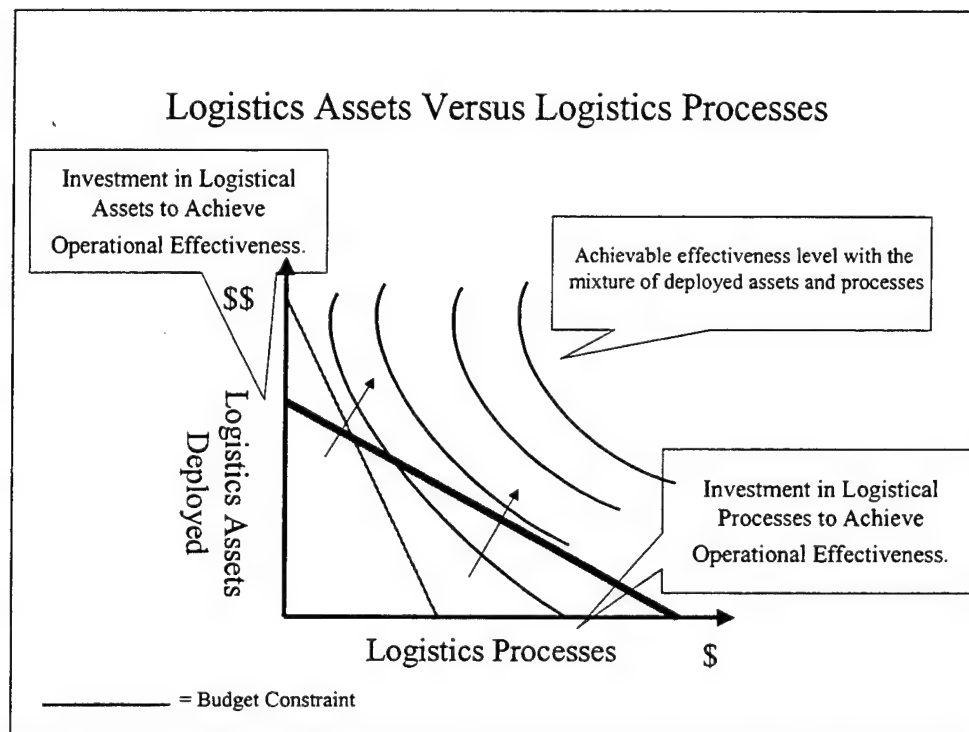 Logistics Assets Versus Logistics Processes
Investment in Logistical
Assets to Achieve
Operational Effectiveness.
Achievable effectiveness level with the
mixture of deployed assets and processes
$$
Logistics Assets
Deployed
Investment in Logistical
Processes to Achieve
Operational Effectiveness.
Logistics Processes
$
= Budget Constraint